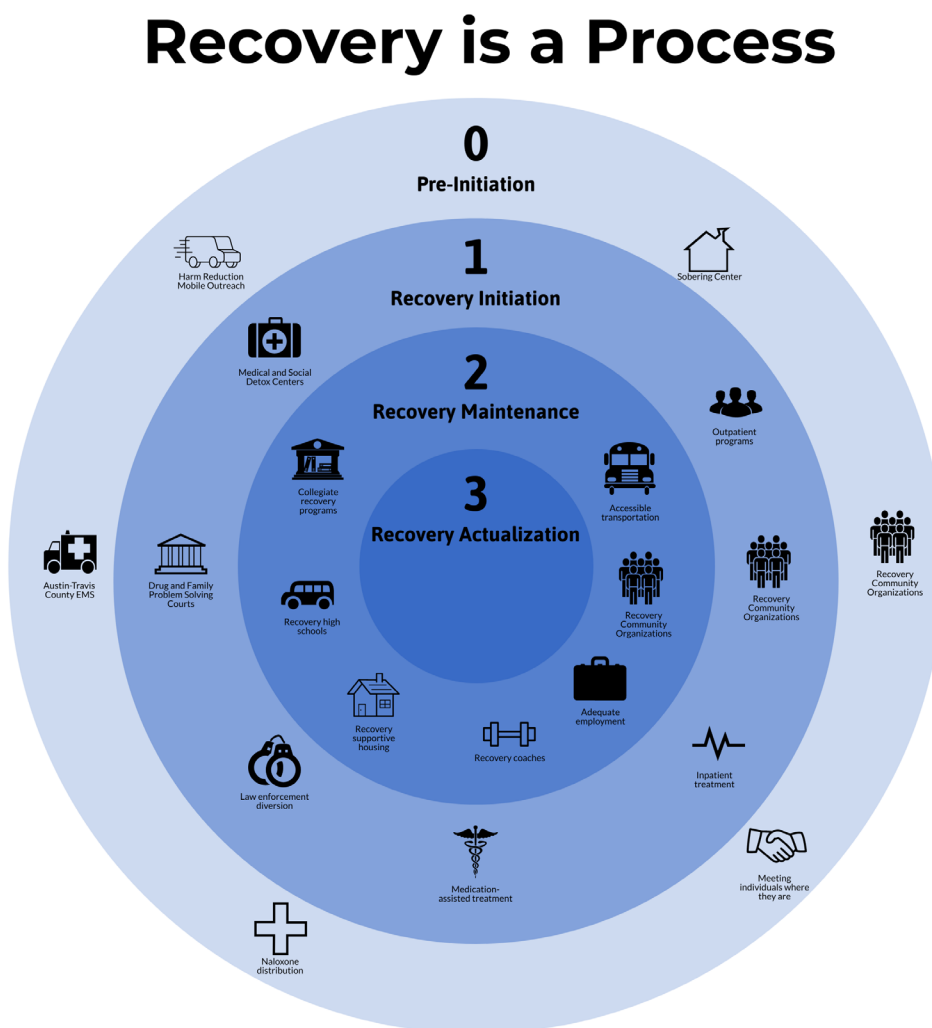 Recovery is a Process
0
Pre-Initiation
Harm Reduction
Mobile Outreach
Sobering Center
1
Recovery Initiation
Medical and Social
Detox Centers
2
Recovery Maintenance
Outpatient
programs
Collegiate
recovery
programs
3
Recovery Actualization
Accessible
transportation
Austin-Travis
County EMS
Drug and Family
Problem Solving
Courts
Recovery high
schools
Recovery
Community
Organizations
Recovery
Community
Organizations
Recovery
Community
Organizations
Recovery
supportive
housing
Adequate
employment
Recovery coaches
Law enforcement
diversion
Inpatient
treatment
Medication-
assisted treatment
Meeting
individuals where
they are
Naloxone
distribution